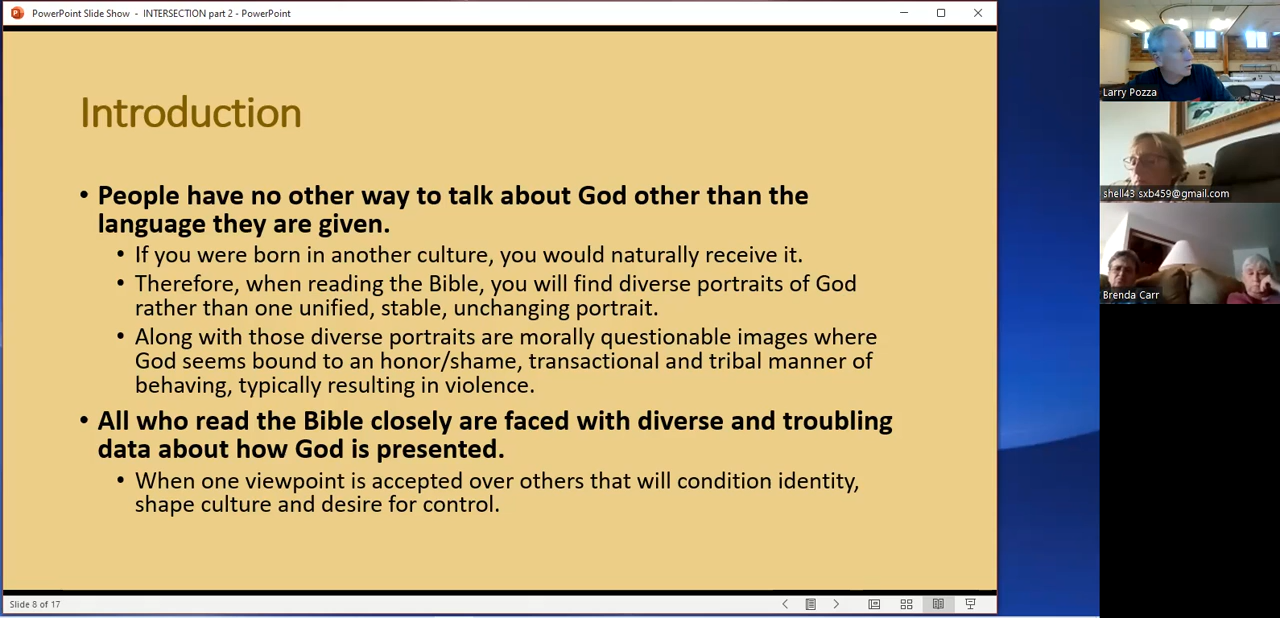 PowerPoint Slide Show - INTERSECTION part 2 - PowerPoint
Introduction
• People have no other way to talk about God other than the
language they are given.
• If you were born in another culture, you would naturally receive it.
• Therefore, when reading the Bible, you will find diverse portraits of God
rather than one unified, stable, unchanging portrait.
• Along with those diverse portraits are morally questionable images where
God seems bound to an honor/shame, transactional and tribal manner of
behaving, typically resulting in violence.
• All who read the Bible closely are faced with diverse and troubling
data about how God is presented.
• When one viewpoint is accepted over others that will condition identity,
shape culture and desire for control.
Slide 8 of 17
Larry Pozza
shell43 sxb459@gmail.com
Brenda Carr